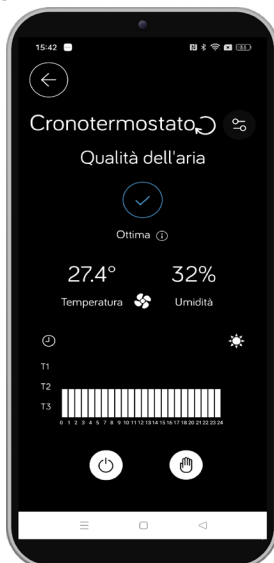 15:42
Cronotermostato
Qualità dell'aria
Ottima
27.4° 32%
Temperatura Umidità
T1
T2
T3
0 1 2 3 4 5 6 7 8 9 10 11 12 13 14 15 16 17 18 20 21 22 23 24